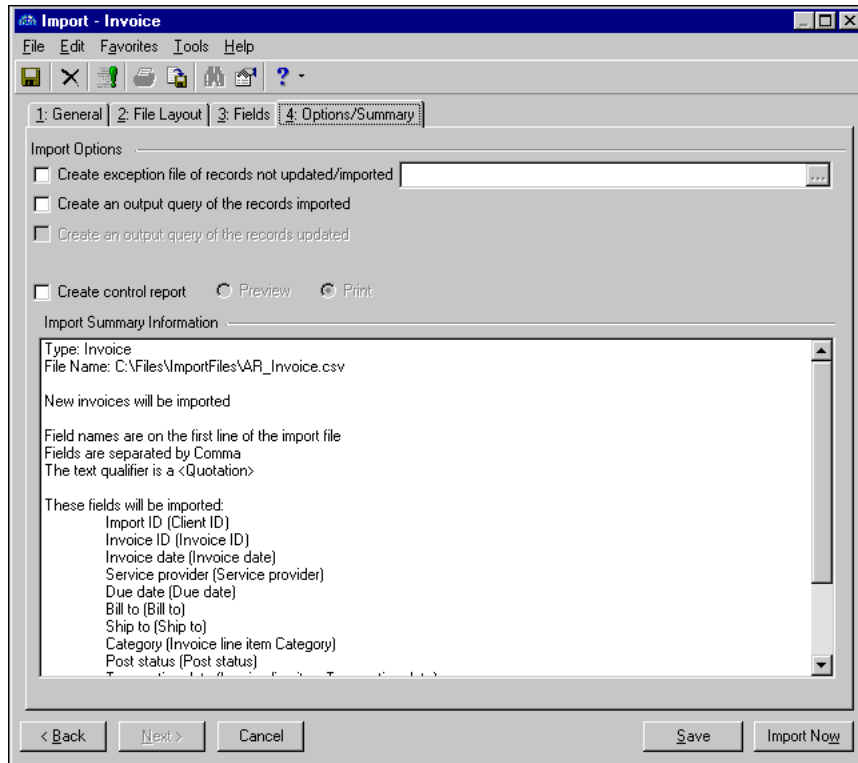 Import - Invoice
File Edit Favorites Tools Help
1: General 2: File Layout 3: Fields 4: Options/Summary
Import Options
Create exception file of records not updated/imported ...
Create an output query of the records imported
Create an output query of the records updated
Create control report Preview Print
Import Summary Information
Type: Invoice
File Name: C:\Files\ImportFiles\AR_Invoice.csv
New invoices will be imported
Field names are on the first line of the import file
Fields are separated by Comma
The text qualifier is a <Quotation>
These fields will be imported:
Import ID (Client ID)
Invoice ID (Invoice ID)
Invoice date (Invoice date)
Service provider (Service provider)
Due date (Due date)
Bill to (Bill to)
Ship to (Ship to)
Category (Invoice line item Category)
Post status (Post status)
< Back Next > Cancel Save Import Now